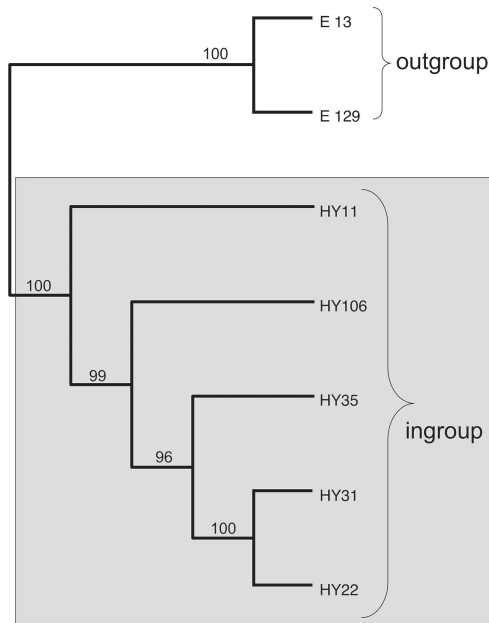 E 13
100
outgroup
E 129
HY11
100
HY106
99
HY35
ingroup
96
HY31
100
HY22